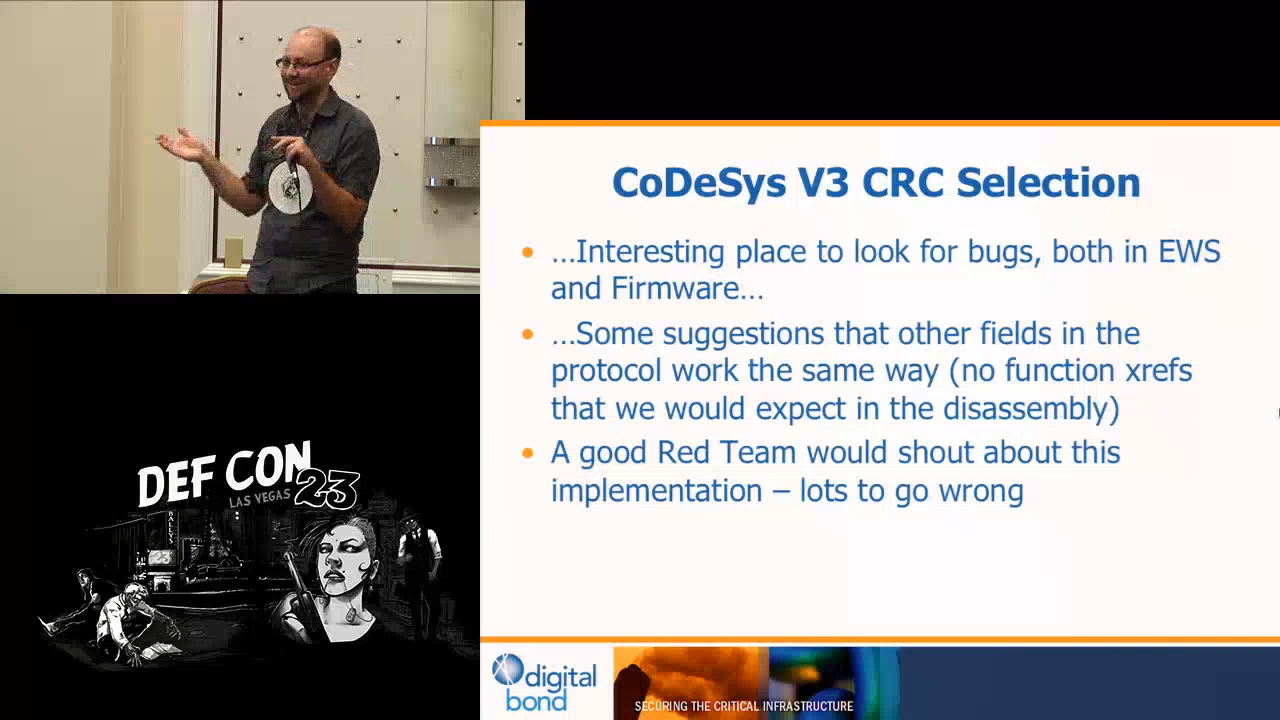 CoDeSys V3 CRC Selection
…Interesting place to look for bugs, both in EWS
and Firmware…
…Some suggestions that other fields in the
protocol work the same way (no function xrefs
that we would expect in the disassembly)
A good Red Team would shout about this
implementation – lots to go wrong
DEF CON
LAS VEGAS 23
BALLYS
23
digital
bond
SECURING THE CRITICAL INFRASTRUCTURE